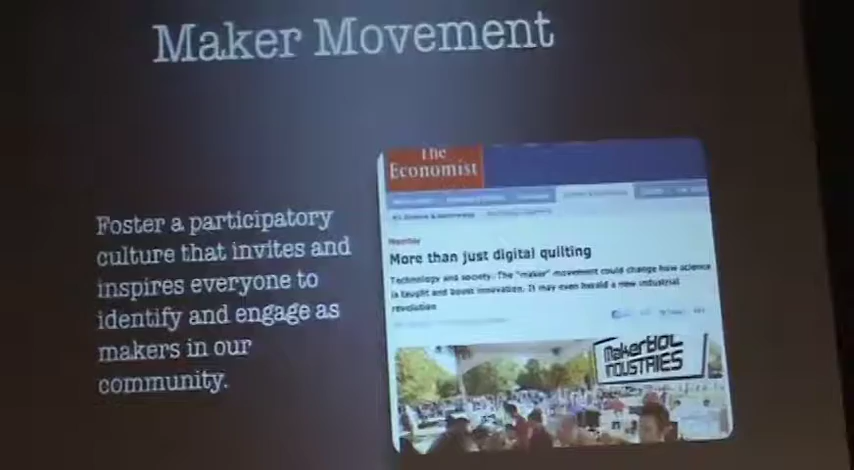 Maker Movement
Foster a participatory
culture that invites and
inspires everyone to
identify and engage as
makers in our
community.
The
Economist
Monitor
More than just digital quilting
Technology and society: The "maker" movement could change how science
is taught and boost innovation. It may even herald a new industrial
revolution
MakerBot
INDUSTRIES